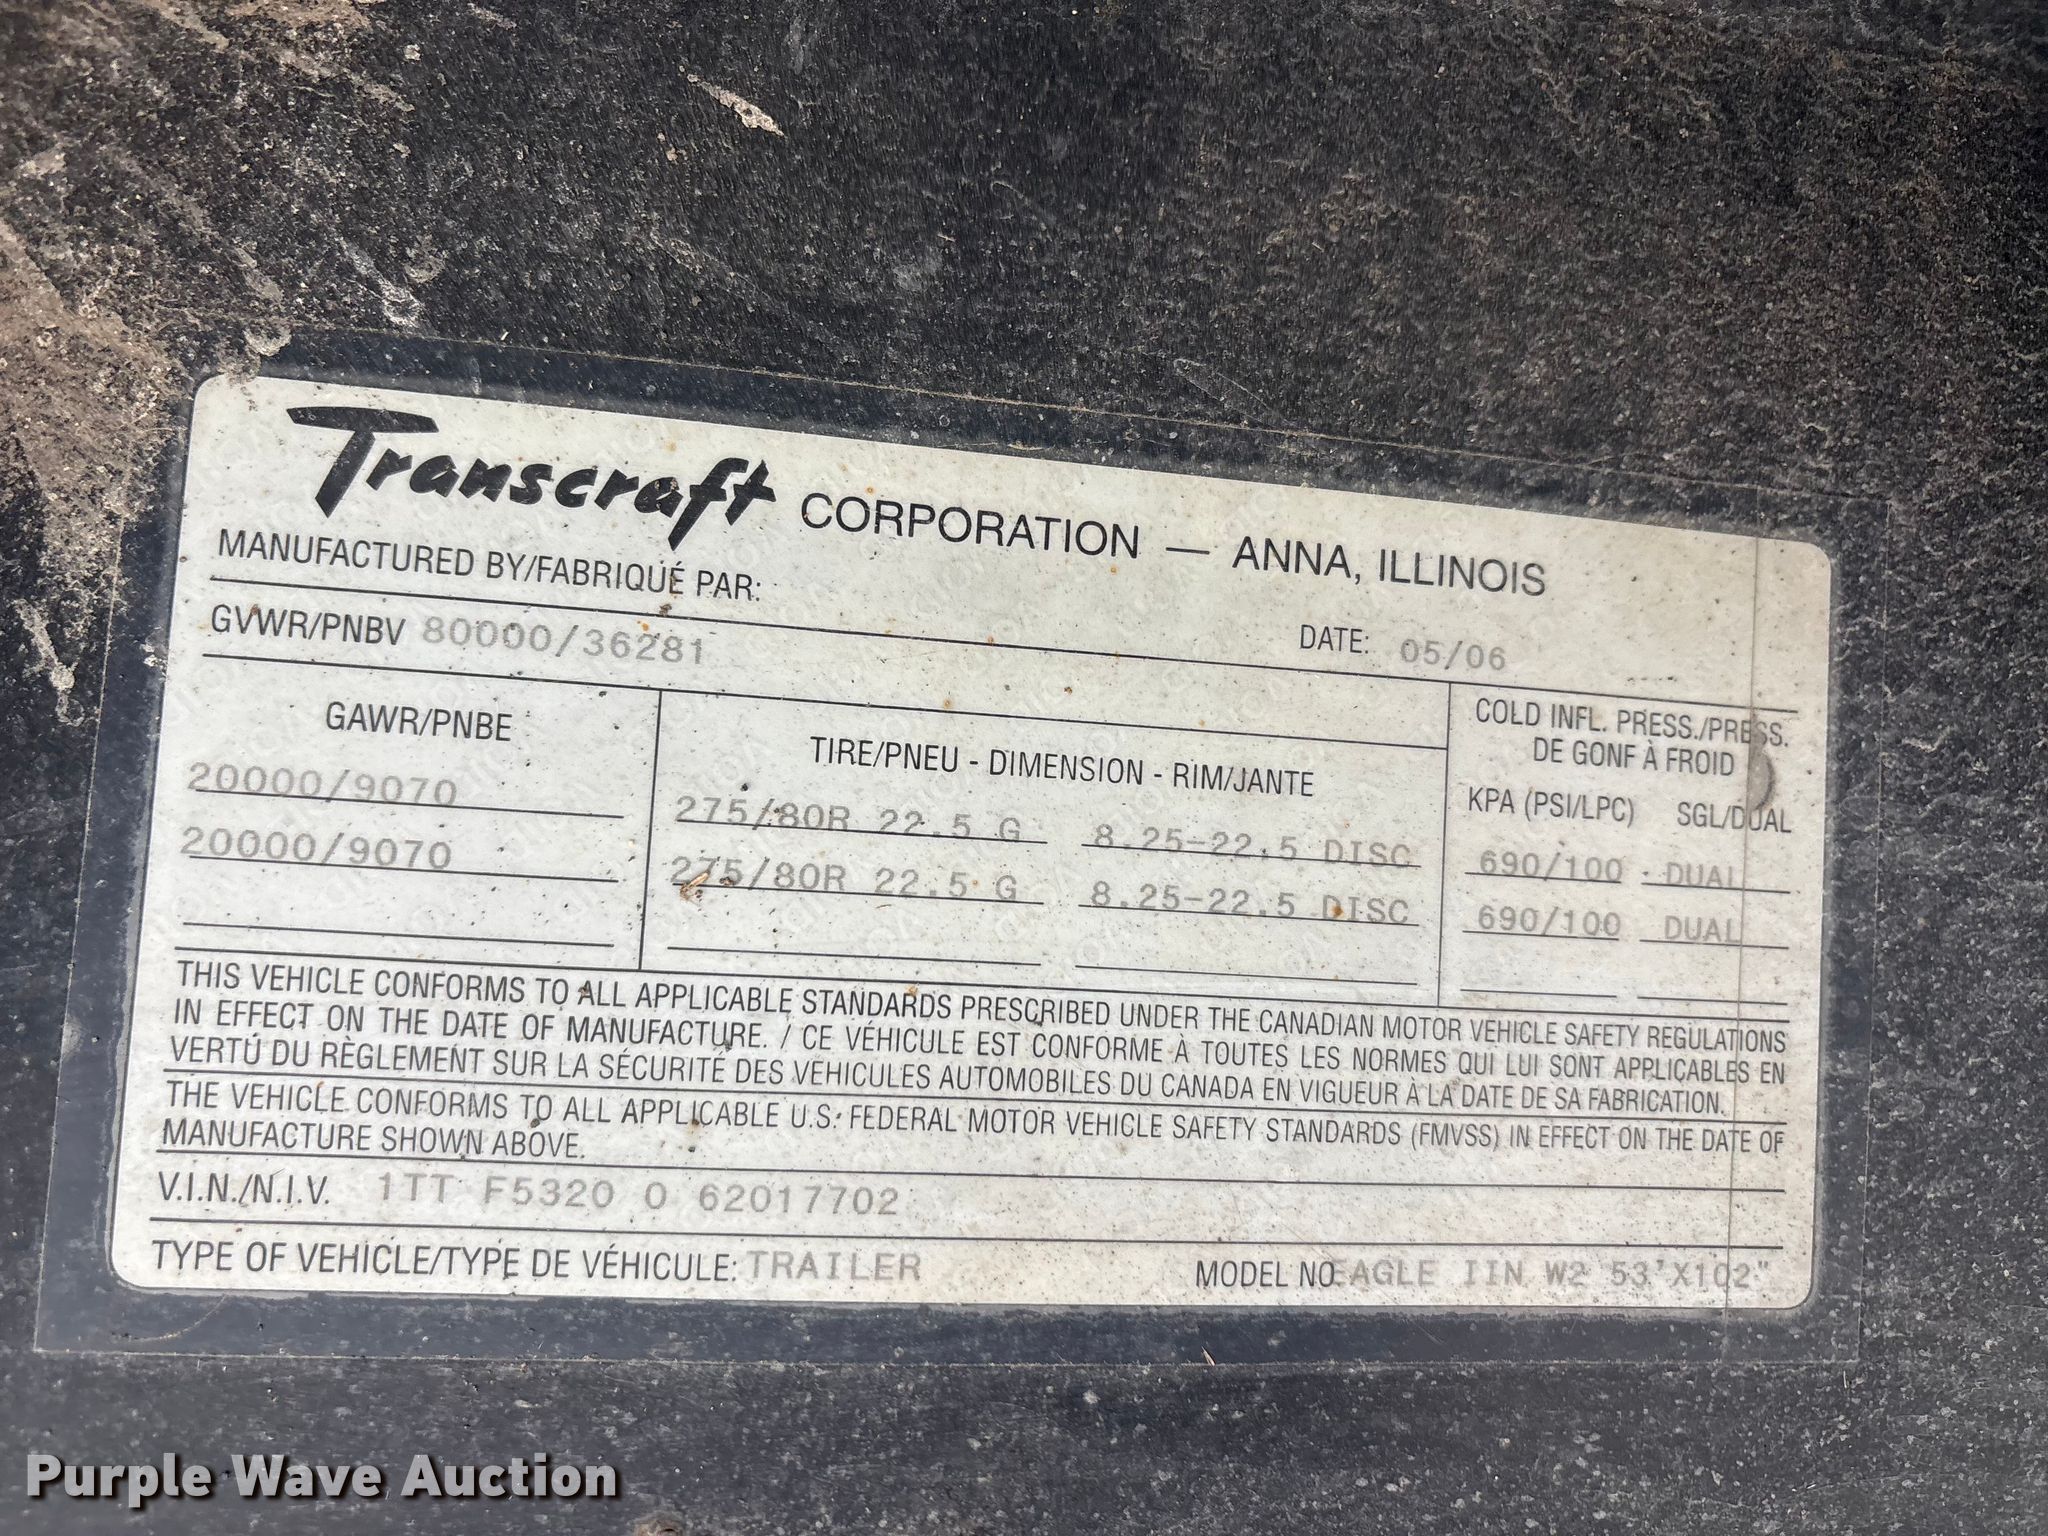 Transcraft CORPORATION — ANNA, ILLINOIS
MANUFACTURED BY/FABRIQUÉ PAR:
GVWR/PNBV 80000/36281 DATE: 05/06
GAWR/PNBE TIRE/PNEU - DIMENSION - RIM/JANTE COLD INFL. PRESS./PRESS.
DE GONF À FROID
KPA (PSI/LPC) SGL/DUAL
20000/9070 275/80R 22.5 G 8.25-22.5 DISC 690/100 DUAL
20000/9070 275/80R 22.5 G 8.25-22.5 DISC 690/100 DUAL
THIS VEHICLE CONFORMS TO ALL APPLICABLE STANDARDS PRESCRIBED UNDER THE CANADIAN MOTOR VEHICLE SAFETY REGULATIONS
IN EFFECT ON THE DATE OF MANUFACTURE. / CE VÉHICULE EST CONFORME À TOUTES LES NORMES QUI LUI SONT APPLICABLES EN
VERTU DU RÈGLEMENT SUR LA SÉCURITÉ DES VÉHICULES AUTOMOBILES DU CANADA EN VIGUEUR À LA DATE DE SA FABRICATION.
THE VEHICLE CONFORMS TO ALL APPLICABLE U.S. FEDERAL MOTOR VEHICLE SAFETY STANDARDS (FMVSS) IN EFFECT ON THE DATE OF
MANUFACTURE SHOWN ABOVE.
V.I.N./N.I.V. 1TT F5320 0 62017702
TYPE OF VEHICLE/TYPE DE VÉHICULE: TRAILER MODEL NO EAGLE IIN W2 53'X102"
Purple Wave Auction